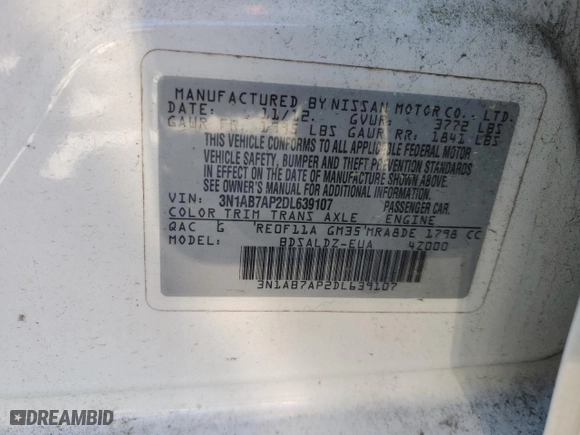 MANUFACTURED BY NISSAN MOTOR CO., LTD.
DATE: 11/12. GVWR: 3772 LBS
GAWR FR: LBS GAWR RR: 1841 LBS
THIS VEHICLE CONFORMS TO ALL APPLICABLE FEDERAL MOTOR
VEHICLE SAFETY, BUMPER AND THEFT PREVENTION STANDARDS
IN EFFECT ON THE DATE OF MANUFACTURE SHOWN ABOVE.
SEE OWNER'S MANUAL FOR ADDITIONAL INFORMATION.
VIN: 3N1AB7AP2DL639107 PASSENGER CAR.
COLOR TRIM TRANS AXLE ENGINE
QAC G RE0F11A GM35 MRA8DE 1798 CC
MODEL: BDSALDZ-EUA 4Z000
3N1AB7AP2DL639107
DREAMBID